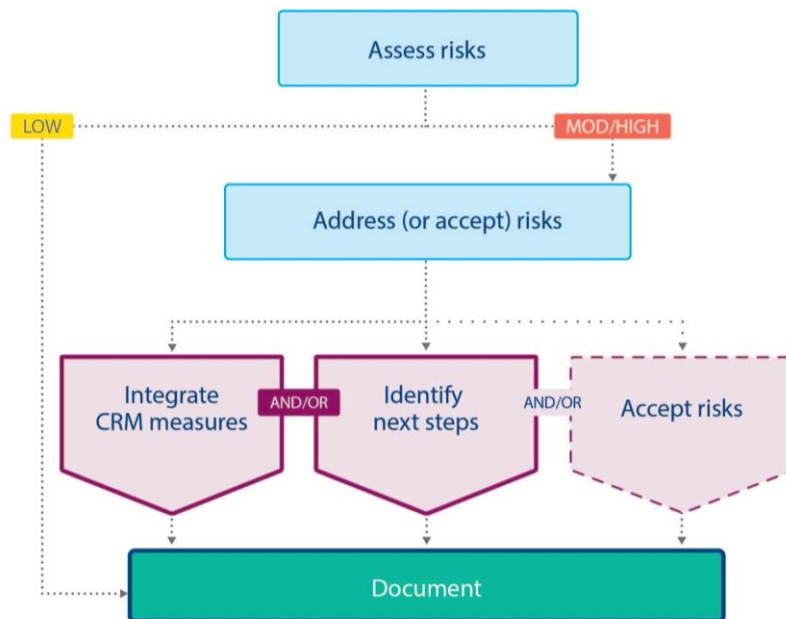 Assess risks
LOW
MOD/HIGH
Address (or accept) risks
Integrate
CRM measures
AND/OR
Identify
next steps
AND/OR
Accept risks
Document